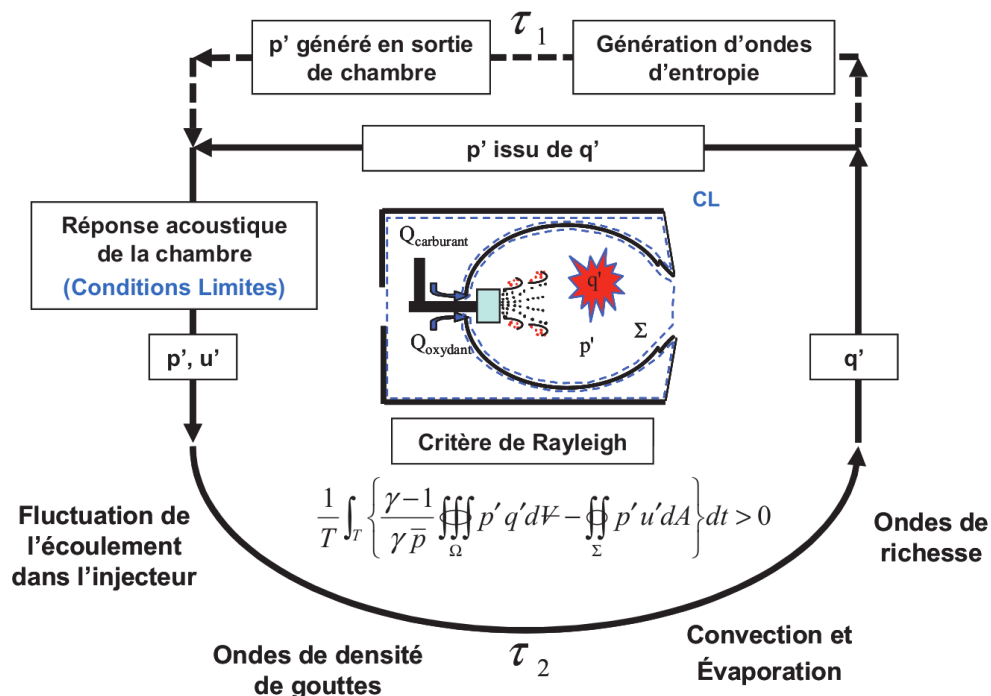 τ₁
p’ généré en sortie
de chambre
Génération d’ondes
d’entropie
p’ issu de q’
CL
Réponse acoustique
de la chambre
(Conditions Limites)
Q_carburant
q'
Σ
p'
Q_oxydant
p’, u’
q’
Critère de Rayleigh
1/T ∫_T { (γ−1)/(γ p̄) ∰_Ω p′ q′ dV̶ − ∯_Σ p′ u′ dA } dt > 0
Fluctuation de
l’écoulement
dans l’injecteur
Ondes de
richesse
Ondes de densité
de gouttes
τ₂
Convection et
Évaporation